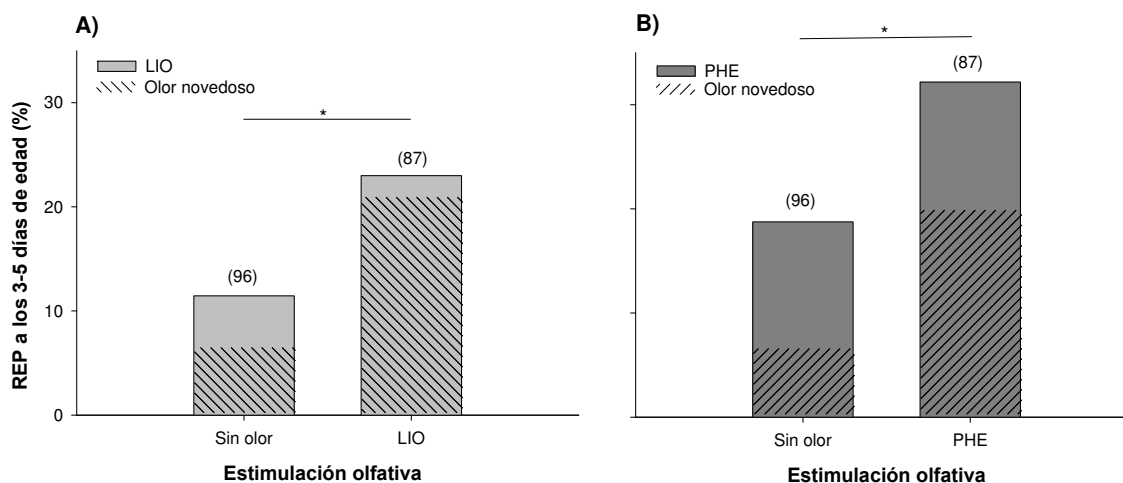 A)
LIO
Olor novedoso
*
(87)
(96)
REP a los 3-5 días de edad (%)
30
20
10
0
Sin olor
LIO
Estimulación olfativa
B)
*
PHE
Olor novedoso
(87)
(96)
Sin olor
PHE
Estimulación olfativa